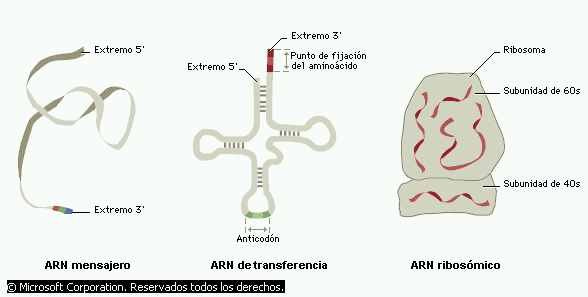 Extremo 5'
Extremo 3'
ARN mensajero
Extremo 3'
Punto de fijación
del aminoácido
Extremo 5'
Anticodón
ARN de transferencia
Ribosoma
Subunidad de 60s
Subunidad de 40s
ARN ribosómico
© Microsoft Corporation. Reservados todos los derechos.